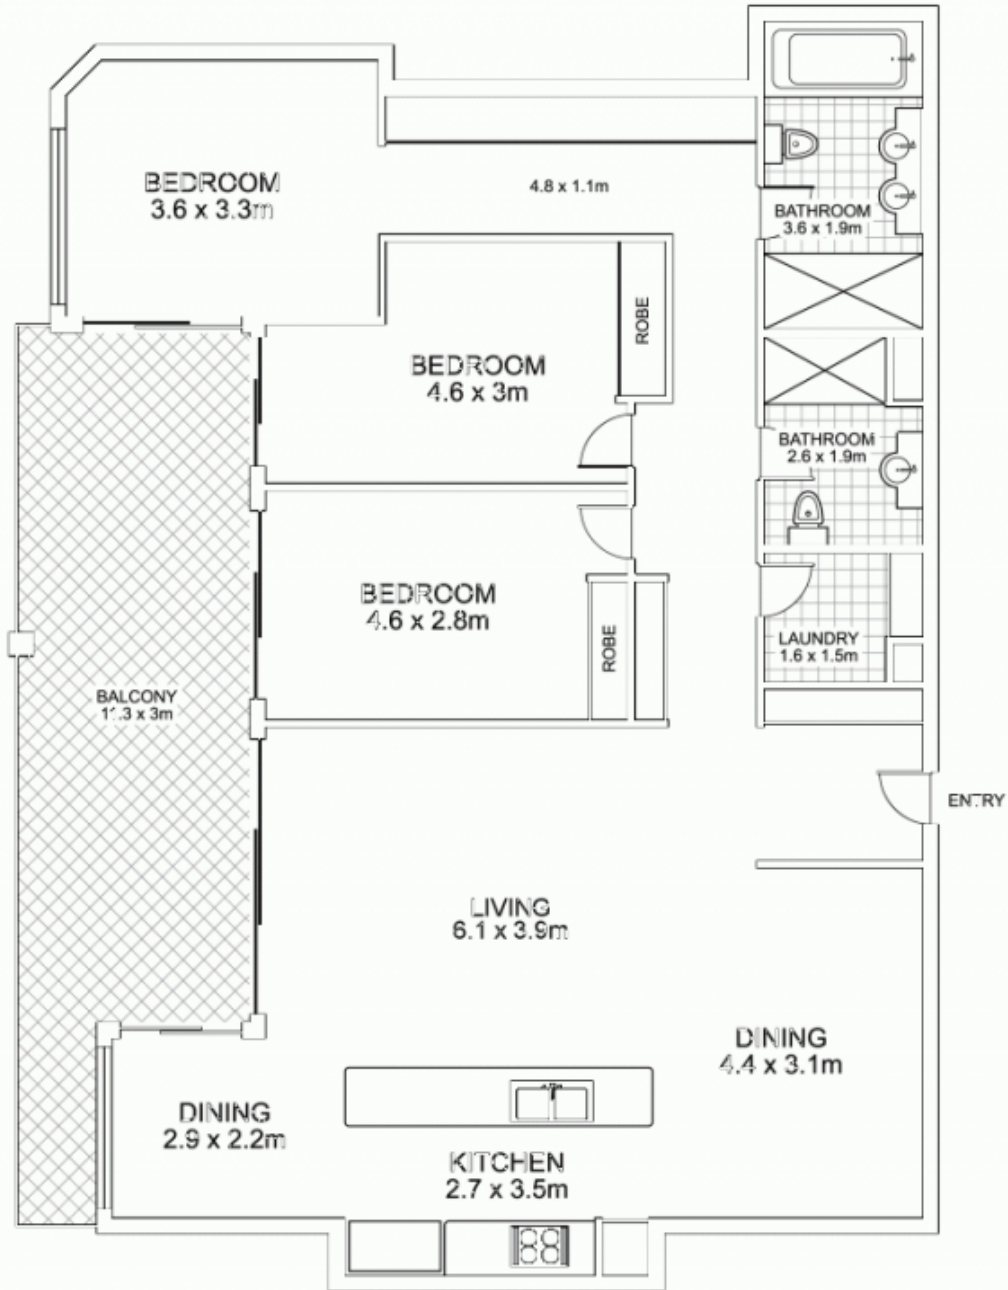 BEDROOM
3.6 x 3.3m
4.8 x 1.1m
BATHROOM
3.6 x 1.9m
ROBE
BEDROOM
4.6 x 3m
BATHROOM
2.6 x 1.9m
BEDROOM
4.6 x 2.8m
ROBE
LAUNDRY
1.6 x 1.5m
BALCONY
11.3 x 3m
ENTRY
LIVING
6.1 x 3.9m
DINING
4.4 x 3.1m
DINING
2.9 x 2.2m
KITCHEN
2.7 x 3.5m